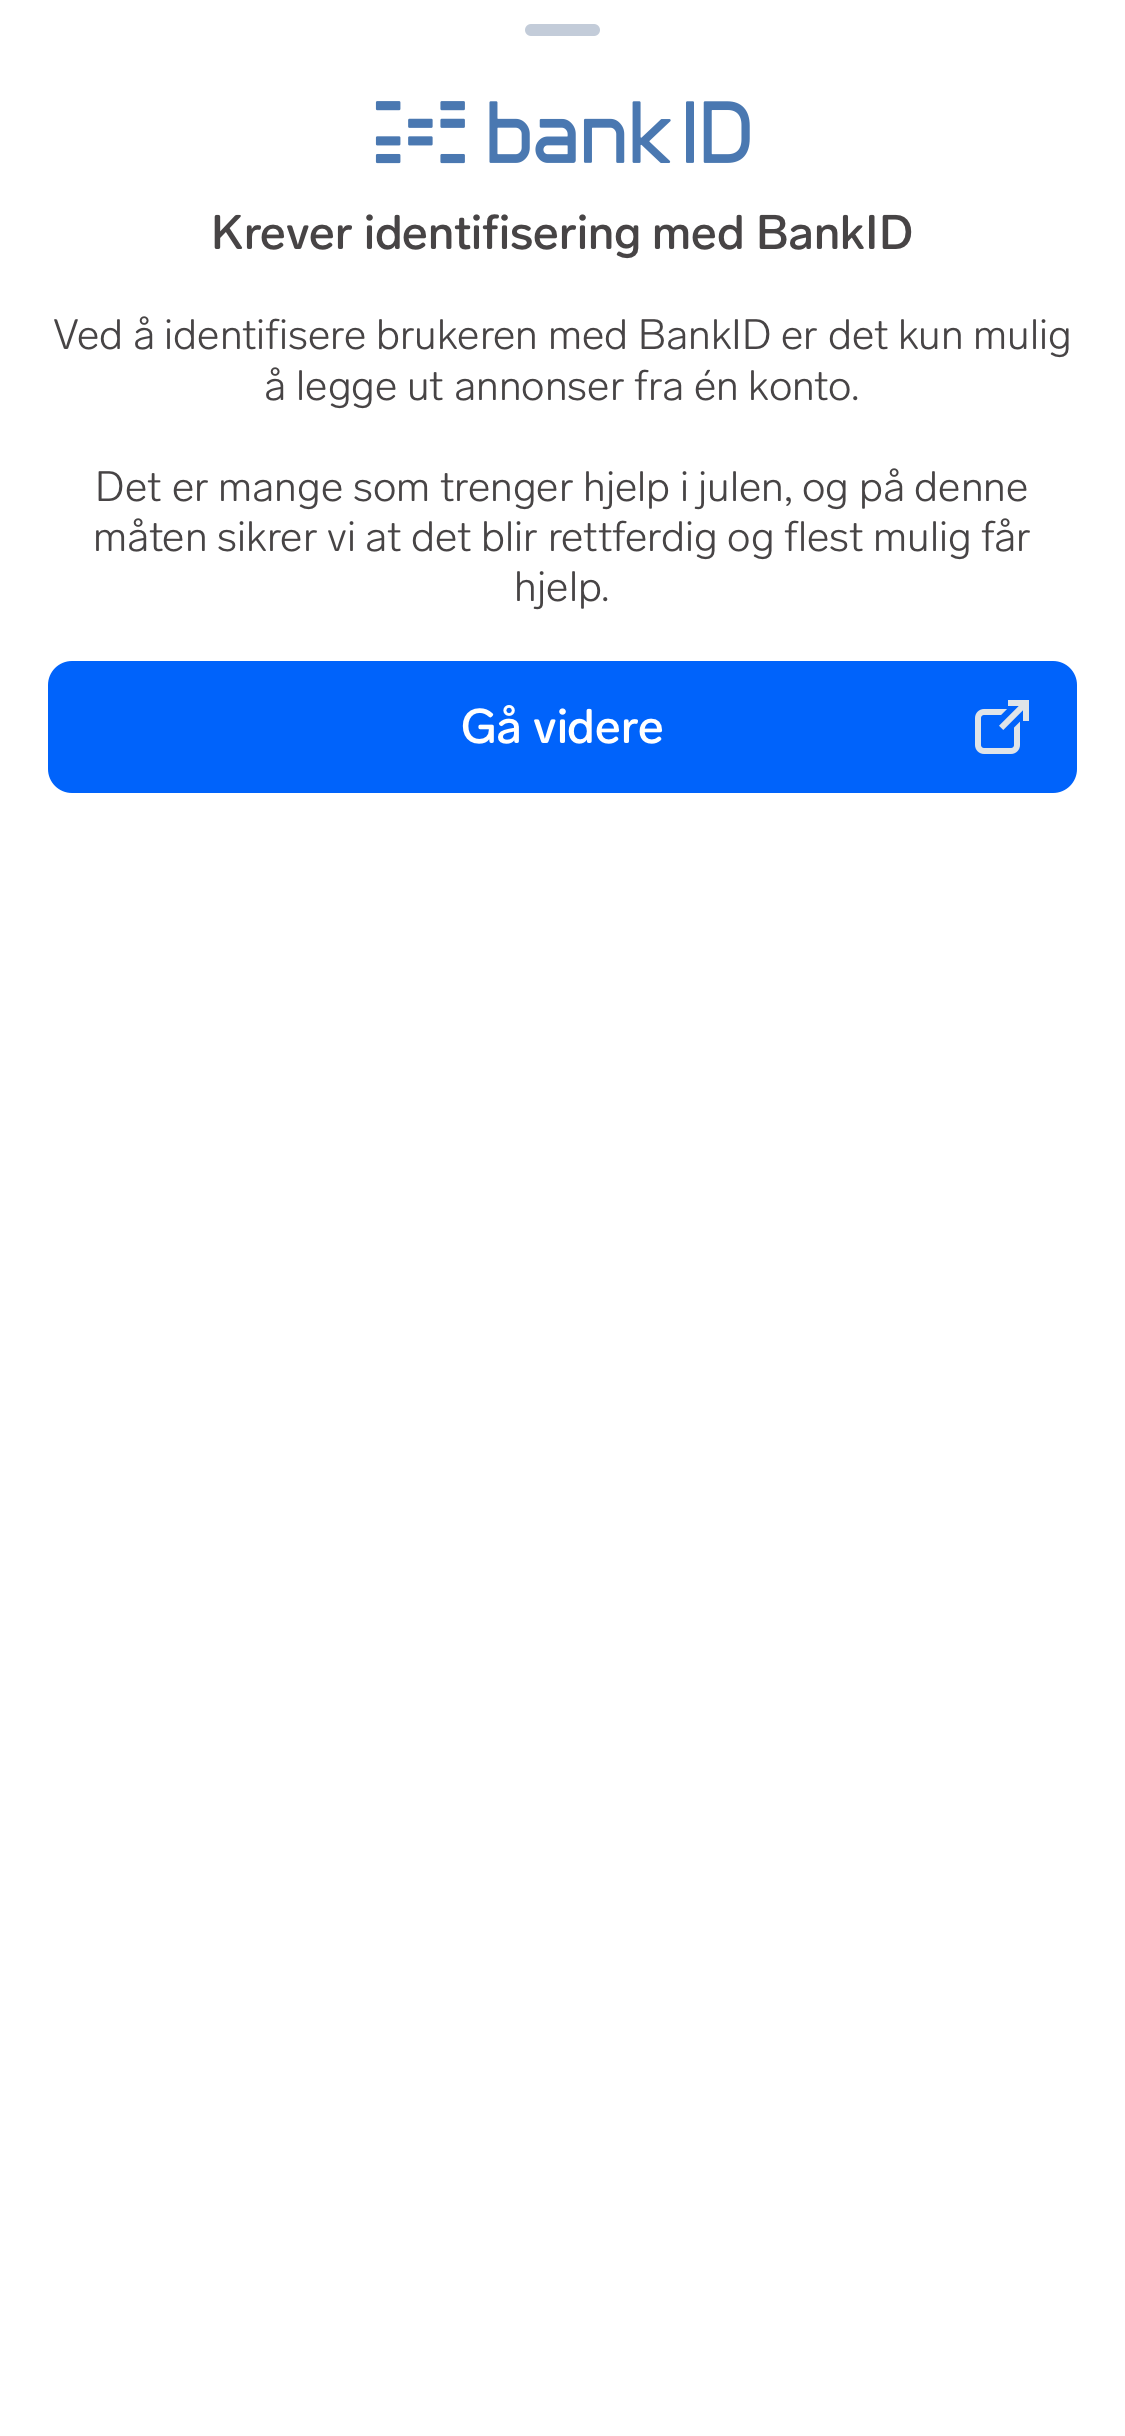 bankID
Krever identifisering med BankID
Ved å identifisere brukeren med BankID er det kun mulig
å legge ut annonser fra én konto.
Det er mange som trenger hjelp i julen, og på denne
måten sikrer vi at det blir rettferdig og flest mulig får
hjelp.
Gå videre